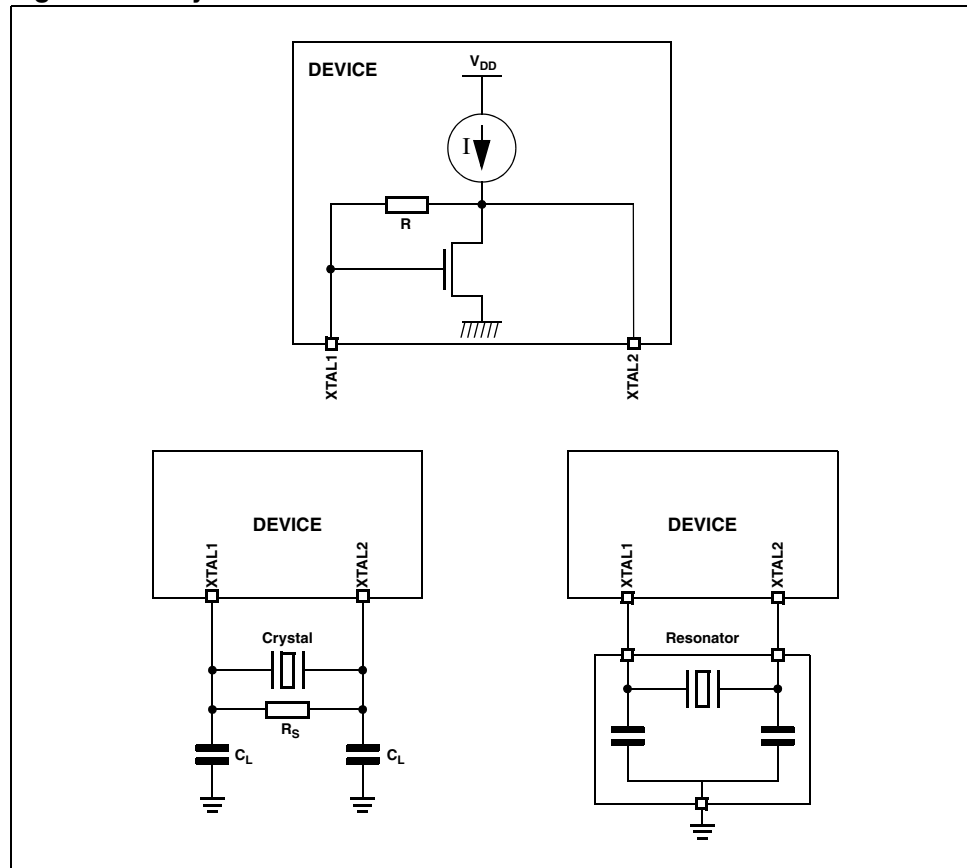 DEVICE
VDD
I
R
XTAL1
XTAL2
DEVICE
XTAL1
XTAL2
Crystal
RS
CL
CL
DEVICE
XTAL1
XTAL2
Resonator